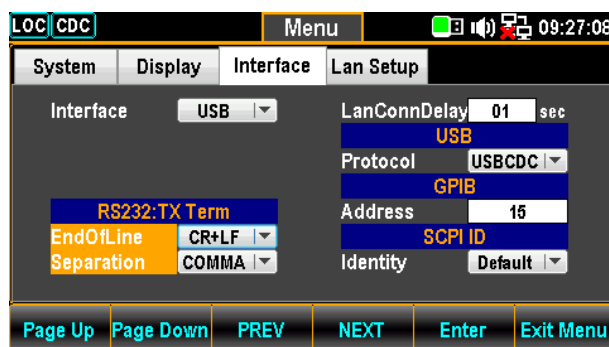 LOC CDC Menu 09:27:08
System Display Interface Lan Setup
Interface USB LanConnDelay 01 sec
USB
Protocol USBCDC
GPIB
RS232:TX Term Address 15
EndOfLine CR+LF SCPI ID
Separation COMMA Identity Default
Page Up Page Down PREV NEXT Enter Exit Menu